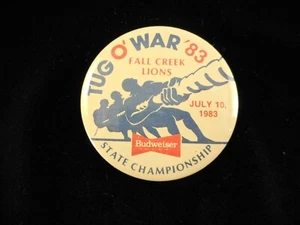 TUG O' WAR '83
FALL CREEK
LIONS
JULY 10,
1983
Budweiser
STATE CHAMPIONSHIP